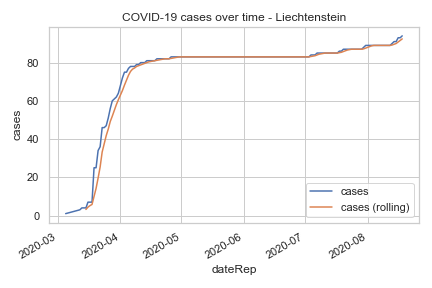 COVID-19 cases over time - Liechtenstein
cases
80
60
40
20
0
cases
cases (rolling)
2020-03
2020-04
2020-05
2020-06
2020-07
2020-08
dateRep